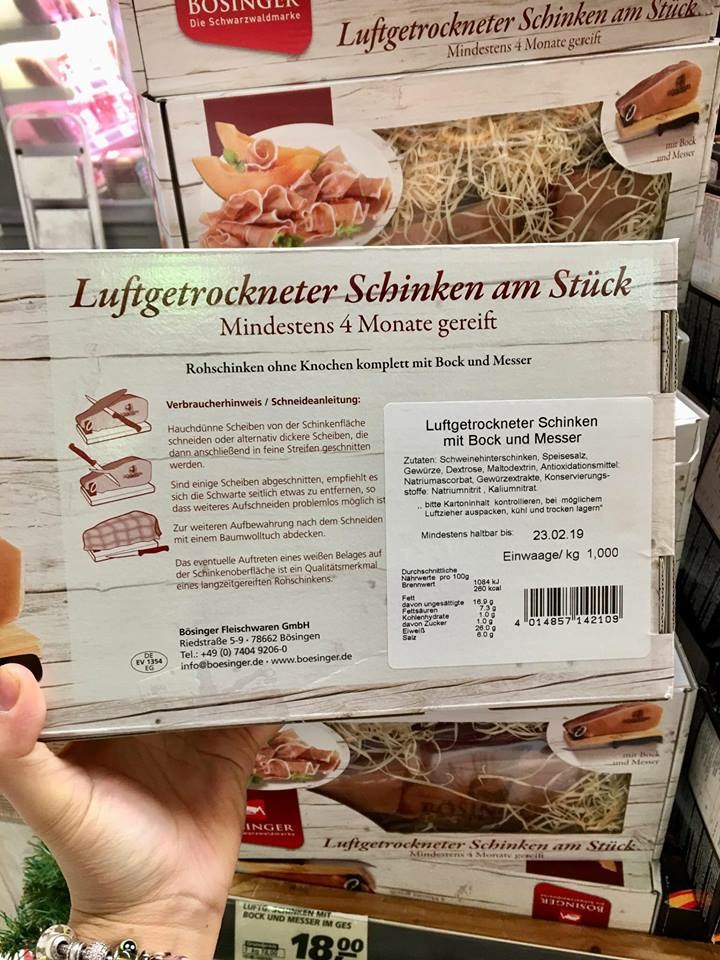 BÖSINGER
Die Schwarzwaldmarke
Luftgetrockneter Schinken am Stück
Mindestens 4 Monate gereift
mit Bock
und Messer
Luftgetrockneter Schinken am Stück
Mindestens 4 Monate gereift
Rohschinken ohne Knochen komplett mit Bock und Messer
Verbraucherhinweis / Schneideanleitung:
Hauchdünne Scheiben von der Schinkenfläche
schneiden oder alternativ dickere Scheiben, die
dann anschließend in feine Streifen geschnitten
werden.
Sind einige Scheiben abgeschnitten, empfiehlt es
sich die Schwarte seitlich etwas zu entfernen, so
dass weiteres Aufschneiden problemlos möglich ist
Zur weiteren Aufbewahrung nach dem Schneiden
mit einem Baumwolltuch abdecken.
Das eventuelle Auftreten eines weißen Belages auf
der Schinkenoberfläche ist ein Qualitätsmerkmal
eines langzeitgereiften Rohschinkens.
Bösinger Fleischwaren GmbH
Riedstraße 5-9 · 78662 Bösingen
Tel.: +49 (0) 7404 9206-0
info@boesinger.de · www.boesinger.de
DE
EV 1354
EG
Luftgetrockneter Schinken
mit Bock und Messer
Zutaten: Schweinehinterschinken, Speisesalz,
Gewürze, Dextrose, Maltodextrin, Antioxidationsmittel:
Natriumascorbat, Gewürzextrakte, Konservierungs-
stoffe: Natriumnitrit , Kaliumnitrat
,, bitte Kartoninhalt kontrollieren, bei möglichem
Luftzieher auspacken, kühl und trocken lagern"
Mindestens haltbar bis: 23.02.19
Einwaage/ kg 1,000
Durchschnittliche
Nährwerte pro 100g
Brennwert 1084 kJ
260 kcal
Fett 16.9 g
davon ungesättigte
Fettsäuren 7.3 g
Kohlenhydrate 1.0 g
davon Zucker 1.0 g
Eiweiß 26.0 g
Salz 6.0 g
4 014857 142109
mit Bock
und Messer
BÖSIN
INGER
Luftgetrockneter Schinken am Stück
Mindestens 4 Monate gereift
BÖSINGER
LUFTG. SCHINKEN MIT
BOCK UND MESSER IM GES
18.00